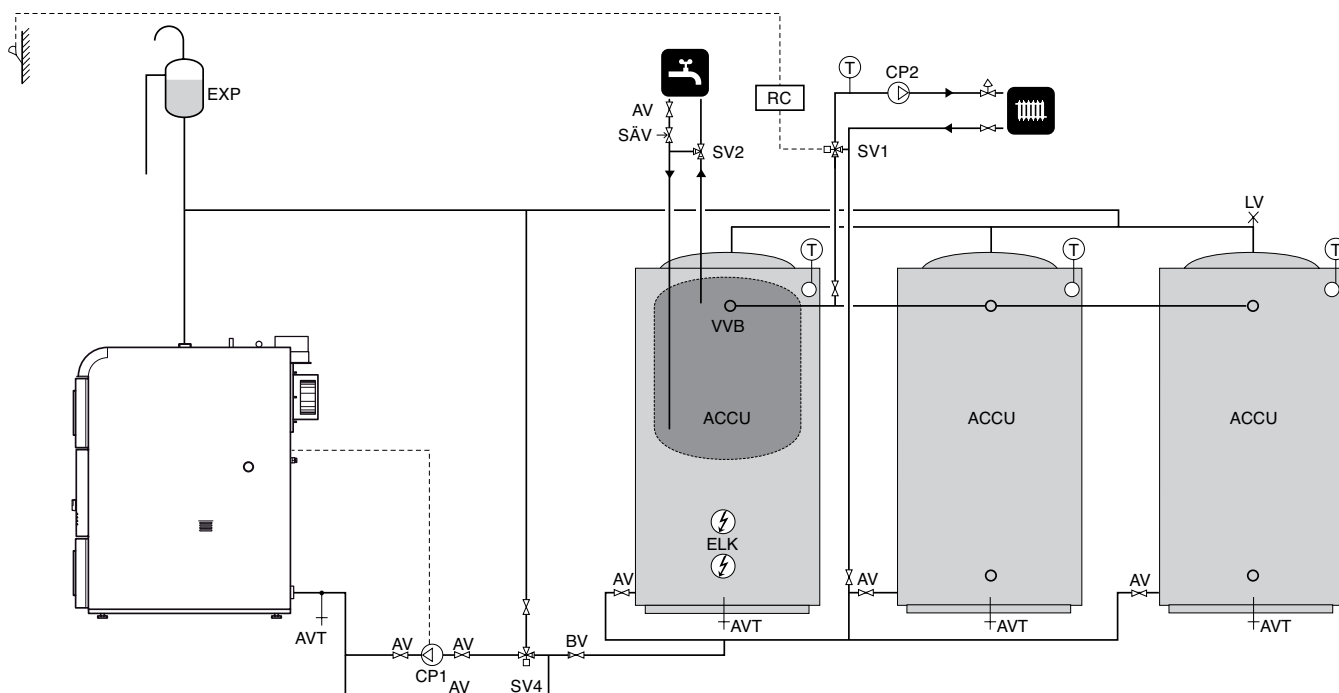 EXP
AV
SÄV
SV2
RC
T
CP2
SV1
LV
T
T
T
VVB
ACCU
ACCU
ACCU
ELK
AV
AV
AV
AVT
AVT
AVT
AVT
AV
AV
BV
CP1
AV
SV4